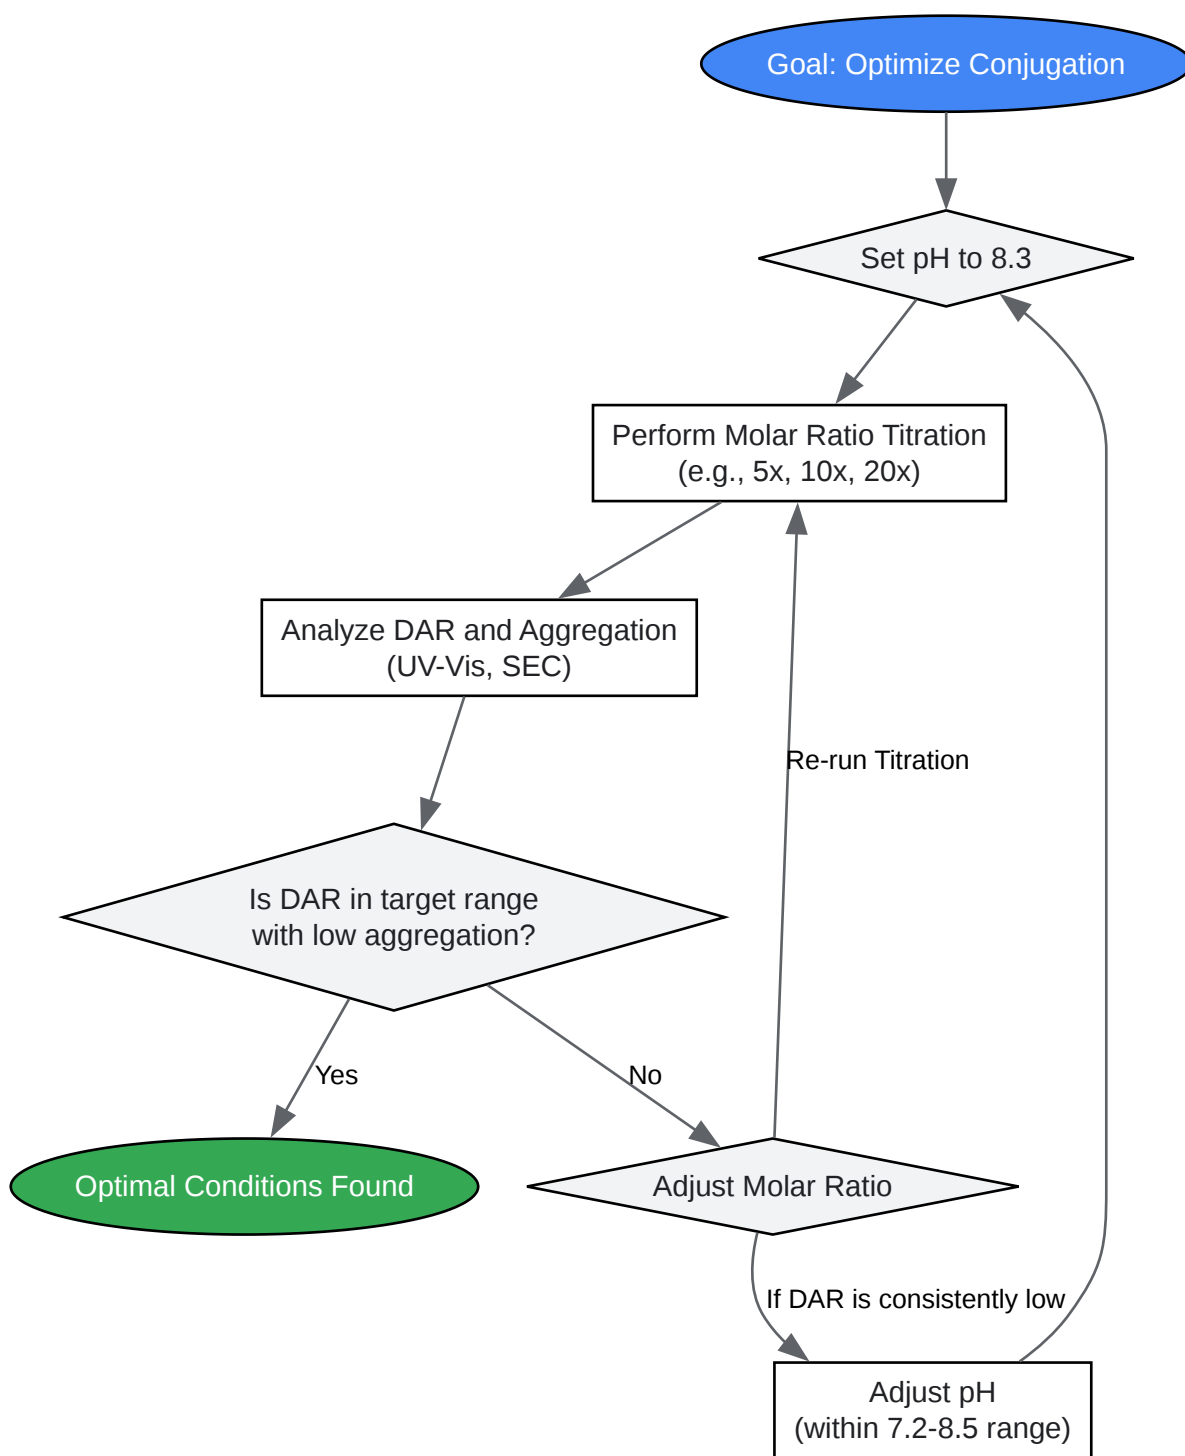 Goal: Optimize Conjugation
Set pH to 8.3
Perform Molar Ratio Titration
(e.g., 5x, 10x, 20x)
Analyze DAR and Aggregation
(UV-Vis, SEC)
Re-run Titration
Is DAR in target range
with low aggregation?
Yes
No
Optimal Conditions Found
Adjust Molar Ratio
If DAR is consistently low
Adjust pH
(within 7.2-8.5 range)